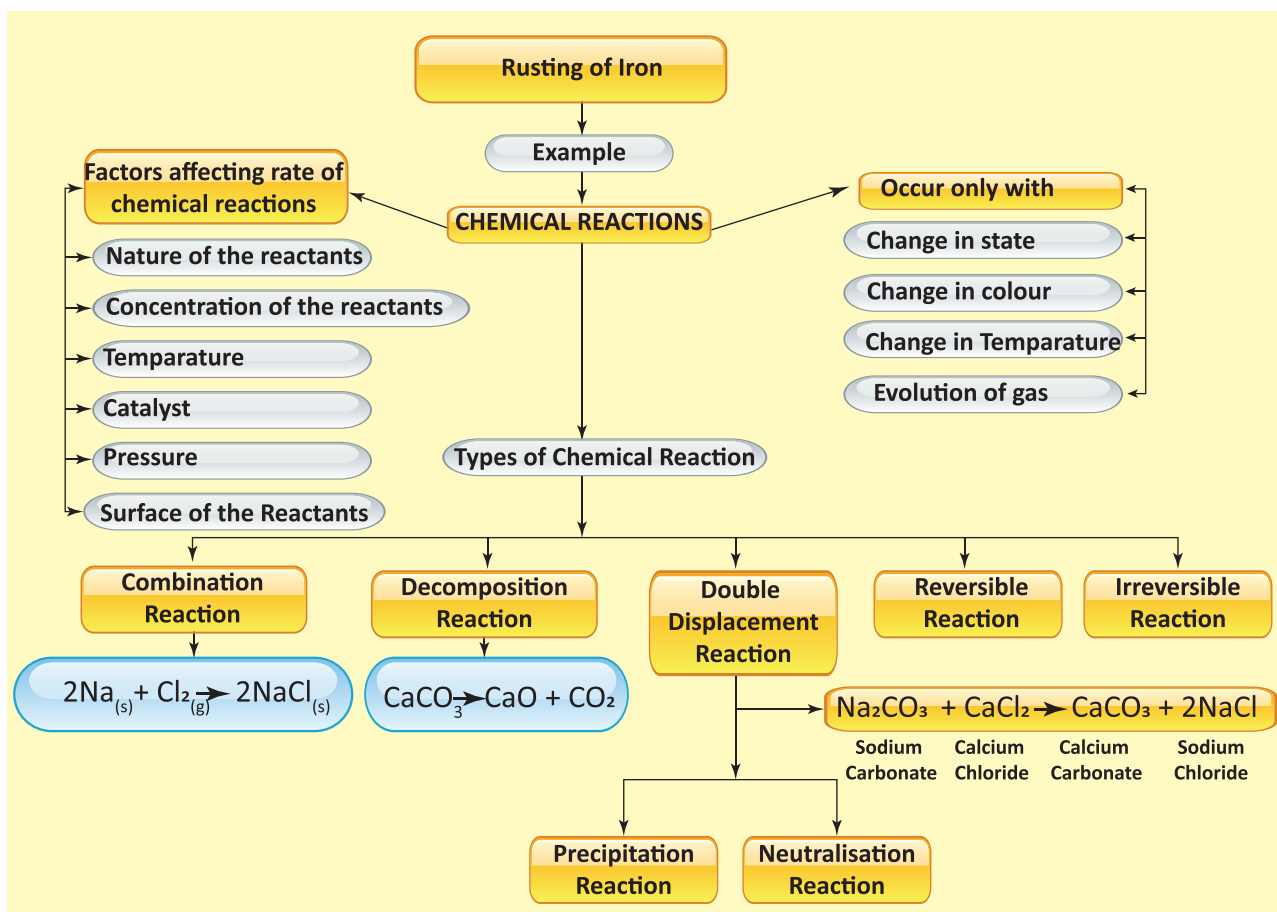 Rusting of Iron
Example
CHEMICAL REACTIONS
Factors affecting rate of
chemical reactions
Nature of the reactants
Concentration of the reactants
Temparature
Catalyst
Pressure
Surface of the Reactants
Occur only with
Change in state
Change in colour
Change in Temparature
Evolution of gas
Types of Chemical Reaction
Combination
Reaction
2Na(s) + Cl₂(g) → 2NaCl(s)
Decomposition
Reaction
CaCO₃ → CaO + CO₂
Double
Displacement
Reaction
Reversible
Reaction
Irreversible
Reaction
Na₂CO₃ + CaCl₂ → CaCO₃ + 2NaCl
Sodium
Carbonate
Calcium
Chloride
Calcium
Carbonate
Sodium
Chloride
Precipitation
Reaction
Neutralisation
Reaction